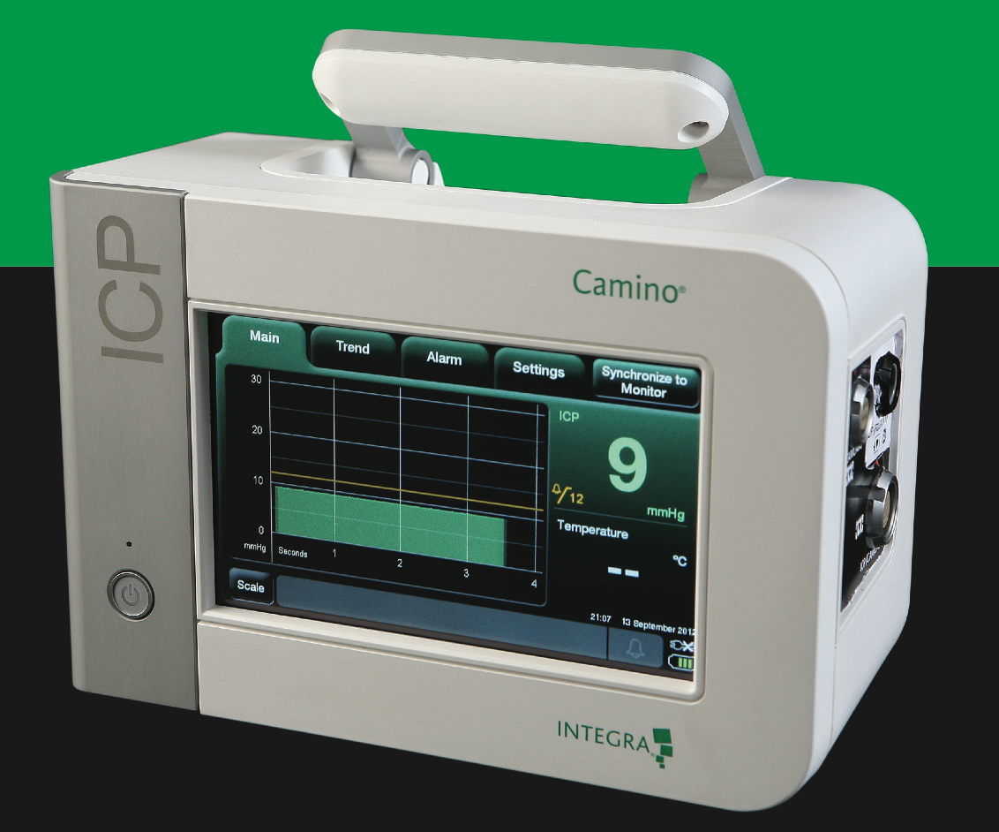 ICP
Camino®
Main
Trend
Alarm
Settings
Synchronize to
Monitor
30
20
10
0
mmHg
Seconds
1
2
3
4
ICP
9
12
mmHg
Temperature
°C
--
Scale
21:07 13 September 2012
INTEGRA